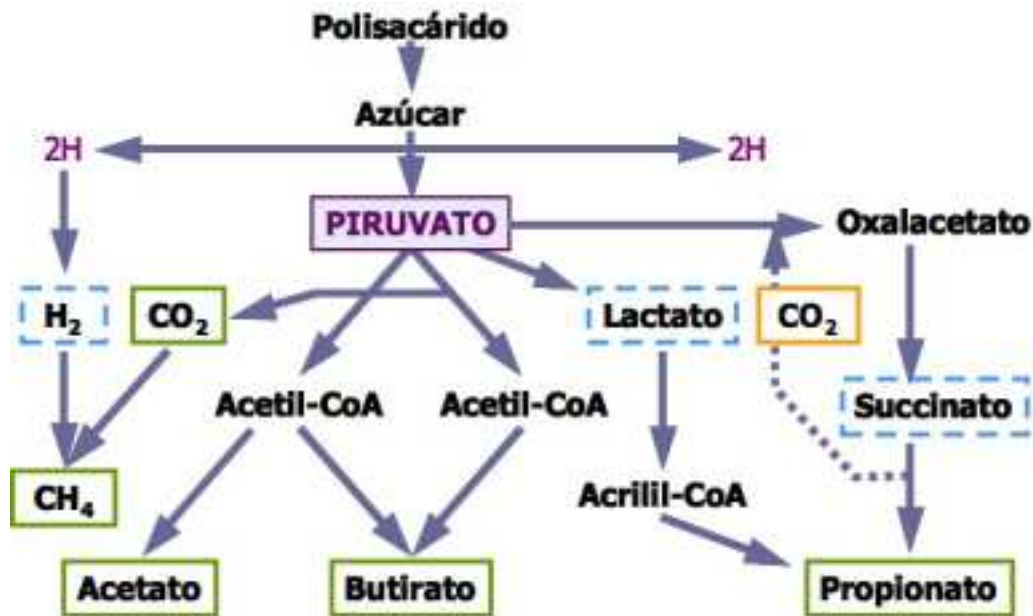 Polisacárido
Azúcar
2H
2H
PIRUVATO
Oxalacetato
H₂
CO₂
Lactato
CO₂
Acetil-CoA
Acetil-CoA
Succinato
CH₄
Acrilil-CoA
Acetato
Butirato
Propionato